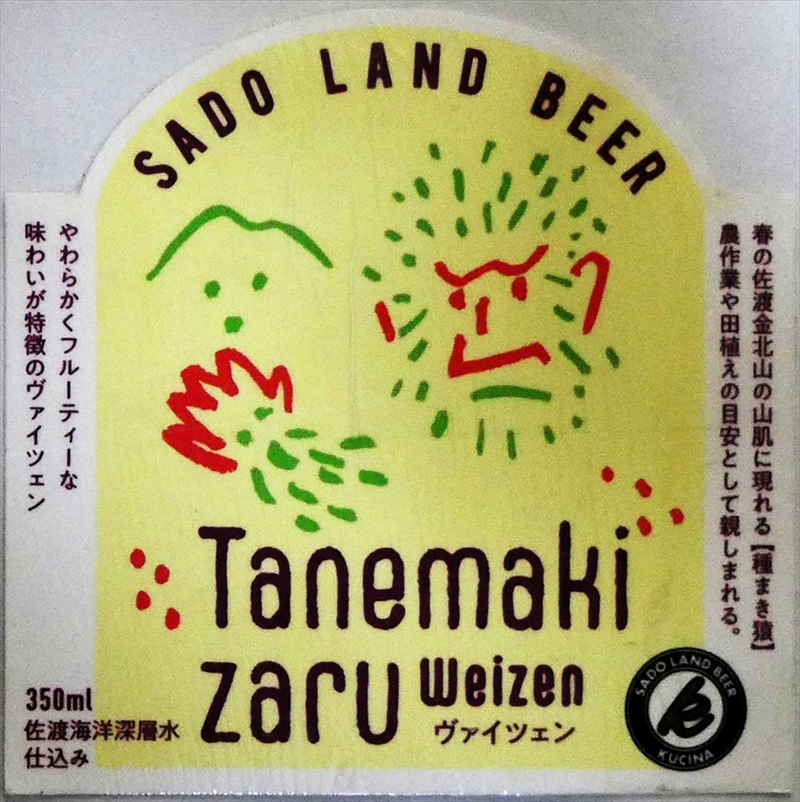 SADO LAND BEER
春の佐渡金北山の山肌に現れる【種まき猿】
農作業や田植えの目安として親しまれる。
やわらかくフルーティーな
味わいが特徴のヴァイツェン
Tanemaki
zaru Weizen
ヴァイツェン
350ml
佐渡海洋深層水
仕込み
SADO LAND BEER
k
KUCINA